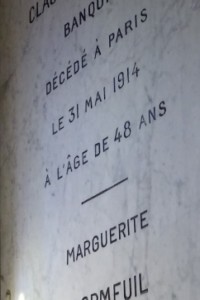 BANQU
DÉCÉDÉ À PARIS
LE 31 MAI 1914
À L'ÂGE DE 48 ANS
MARGUERITE